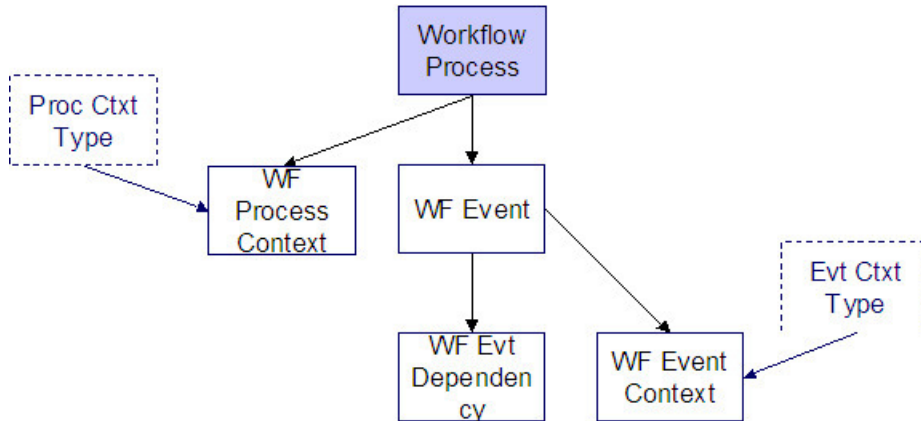 Workflow
Process
Proc Ctxt
Type
WF
Process
Context
WF Event
Evt Ctxt
Type
WF Evt
Dependen
cy
WF Event
Context